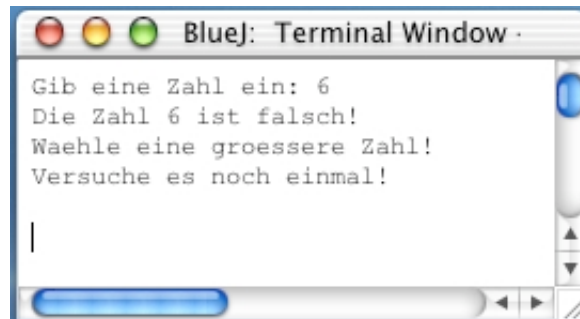 BlueJ: Terminal Window ·
Gib eine Zahl ein: 6
Die Zahl 6 ist falsch!
Waehle eine groessere Zahl!
Versuche es noch einmal!